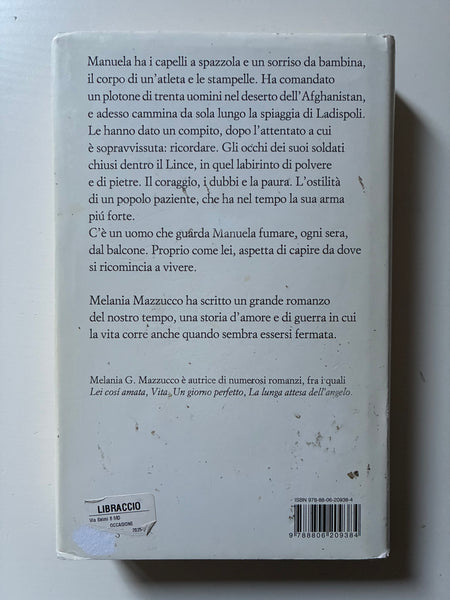 Manuela ha i capelli a spazzola e un sorriso da bambina,
il corpo di un'atleta e le stampelle. Ha comandato
un plotone di trenta uomini nel deserto dell'Afghanistan,
e adesso cammina da sola lungo la spiaggia di Ladispoli.
Le hanno dato un compito, dopo l'attentato a cui
è sopravvissuta: ricordare. Gli occhi dei suoi soldati
chiusi dentro il Lince, in quel labirinto di polvere
e di pietre. Il coraggio, i dubbi e la paura. L'ostilità
di un popolo paziente, che ha nel tempo la sua arma
piú forte.
C'è un uomo che guarda Manuela fumare, ogni sera,
dal balcone. Proprio come lei, aspetta di capire da dove
si ricomincia a vivere.
Melania Mazzucco ha scritto un grande romanzo
del nostro tempo, una storia d'amore e di guerra in cui
la vita corre anche quando sembra essersi fermata.
Melania G. Mazzucco è autrice di numerosi romanzi, fra i quali
Lei cosí amata, Vita, Un giorno perfetto, La lunga attesa dell'angelo.
LIBRACCIO
OCCASIONE
ISBN 978-88-06-20938-4
9 788806 209384